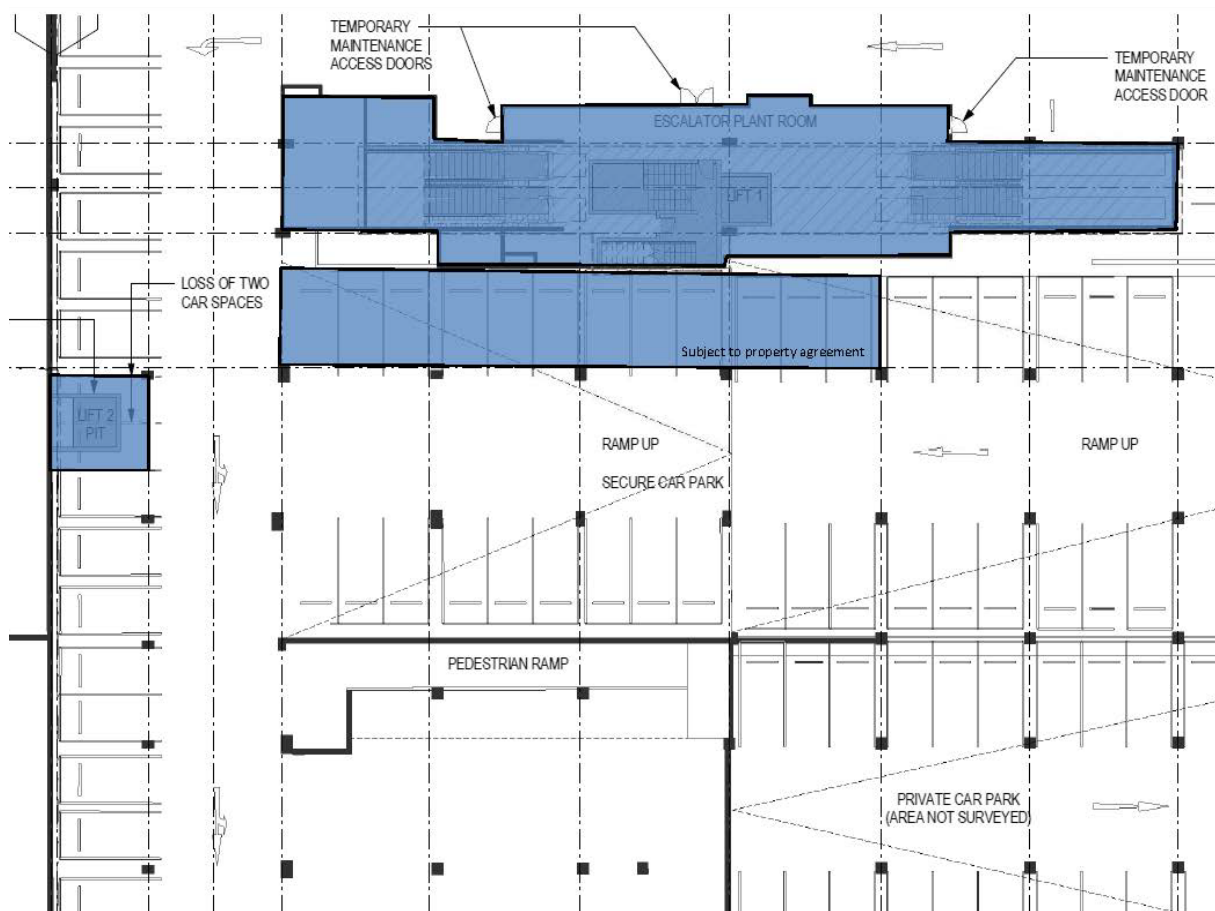 TEMPORARY
MAINTENANCE
ACCESS DOORS
TEMPORARY
MAINTENANCE
ACCESS DOOR
ESCALATOR PLANT ROOM
LIFT 1
LOSS OF TWO
CAR SPACES
Subject to property agreement
LIFT 2
PIT
RAMP UP
RAMP UP
SECURE CAR PARK
PEDESTRIAN RAMP
PRIVATE CAR PARK
(AREA NOT SURVEYED)